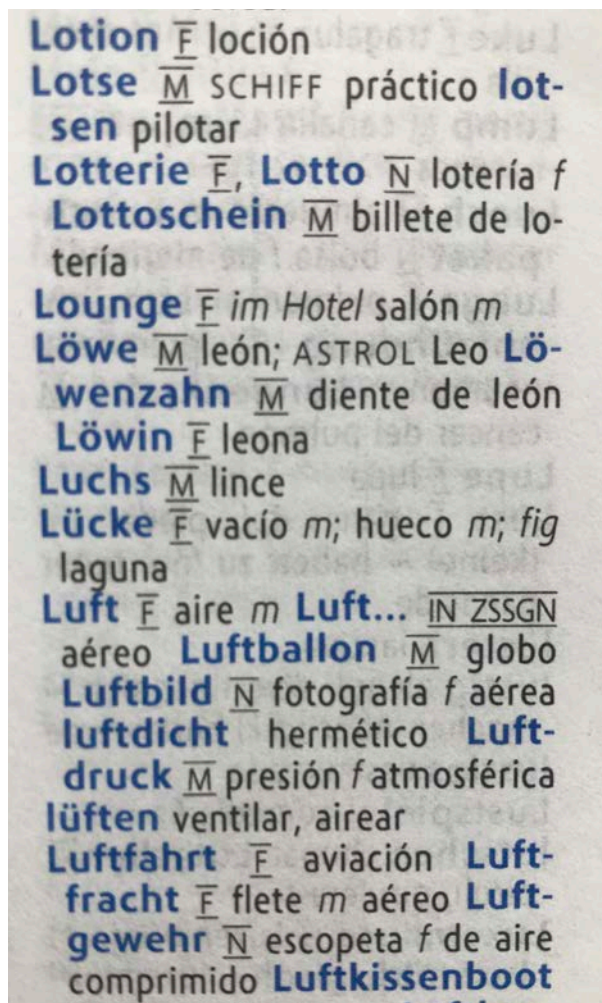 Lotion F loción
Lotse M SCHIFF práctico lot-
sen pilotar
Lotterie F, Lotto N lotería f
Lottoschein M billete de lo-
tería
Lounge F im Hotel salón m
Löwe M león; ASTROL Leo Lö-
wenzahn M diente de león
Löwin F leona
Luchs M lince
Lücke F vacío m; hueco m; fig
laguna
Luft F aire m Luft... IN ZSSGN
aéreo Luftballon M globo
Luftbild N fotografía f aérea
luftdicht hermético Luft-
druck M presión f atmosférica
lüften ventilar, airear
Luftfahrt F aviación Luft-
fracht F flete m aéreo Luft-
gewehr N escopeta f de aire
comprimido Luftkissenboot